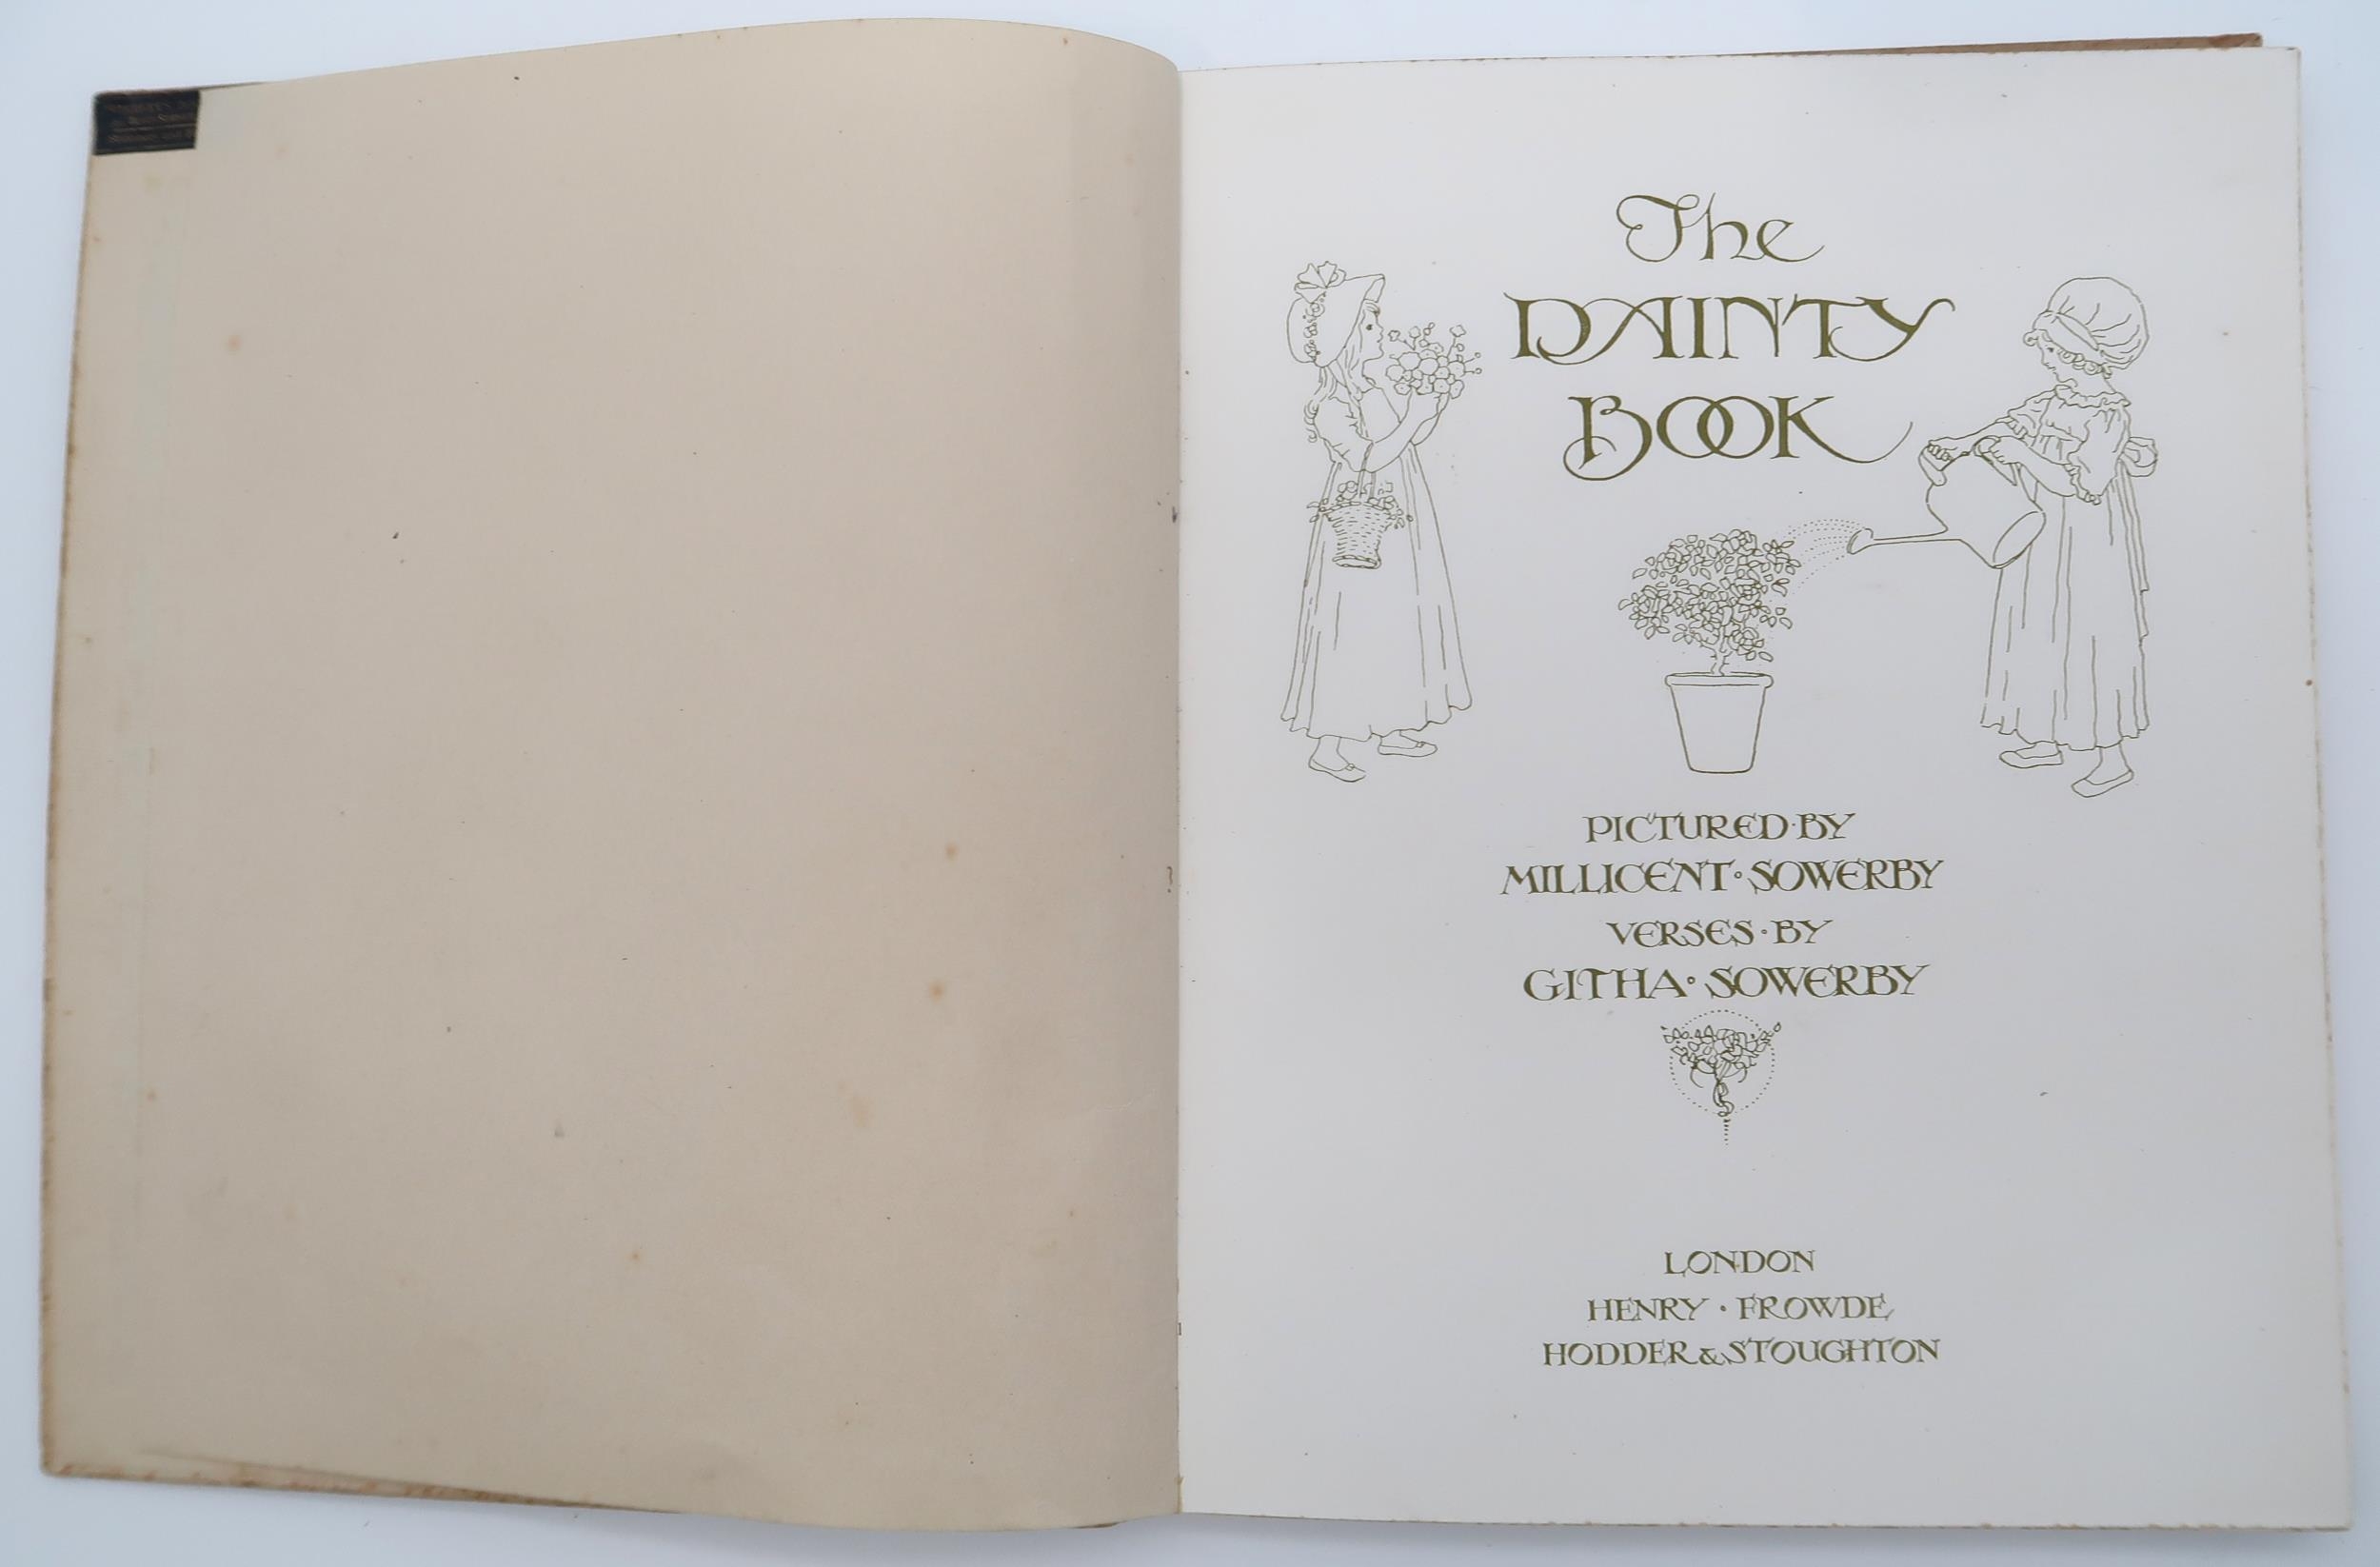 The
DAINTY
BOOK
PICTURED·BY
MILLICENT·SOWERBY
VERSES·BY
GITHA·SOWERBY
LONDON
HENRY·FROWDE
HODDER & STOUGHTON